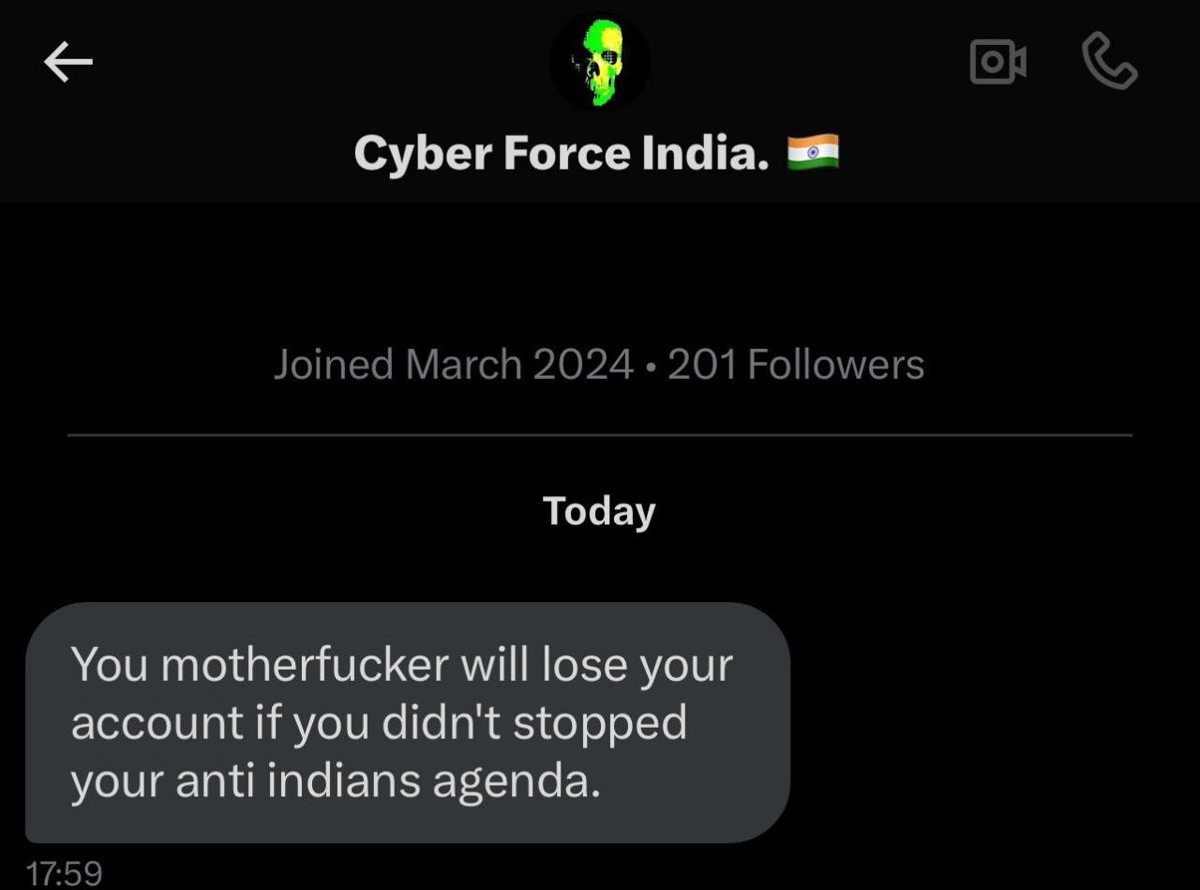 Cyber Force India. 🇮🇳
Joined March 2024 • 201 Followers
Today
You motherfucker will lose your
account if you didn't stopped
your anti indians agenda.
17:59